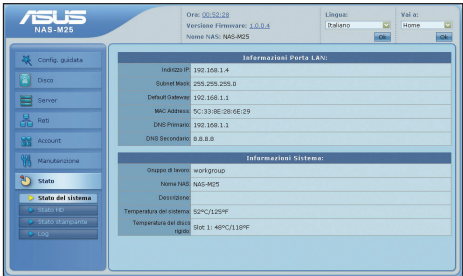 ASUS
NAS-M25
Ora: 00:52:28
Versione Firmware: 1.0.0.4
Nome NAS: NAS-M25
Lingua:
Italiano
Ok
Vai a:
Home
Ok
Config. guidata
Disco
Server
Reti
Account
Manutenzione
Stato
Stato del sistema
Stato HD
Stato stampante
Log
Informazioni Porta LAN:
Indirizzo IP 192.168.1.4
Subnet Mask 255.255.255.0
Default Gateway 192.168.1.1
MAC Address 5C:33:8E:28:6E:29
DNS Primario 192.168.1.1
DNS Secondario 8.8.8.8
Informazioni Sistema:
Gruppo di lavoro workgroup
Nome NAS NAS-M25
Descrizione
Temperatura del sistema 52°C/125°F
Temperatura del disco rigido Slot 1: 48°C/118°F